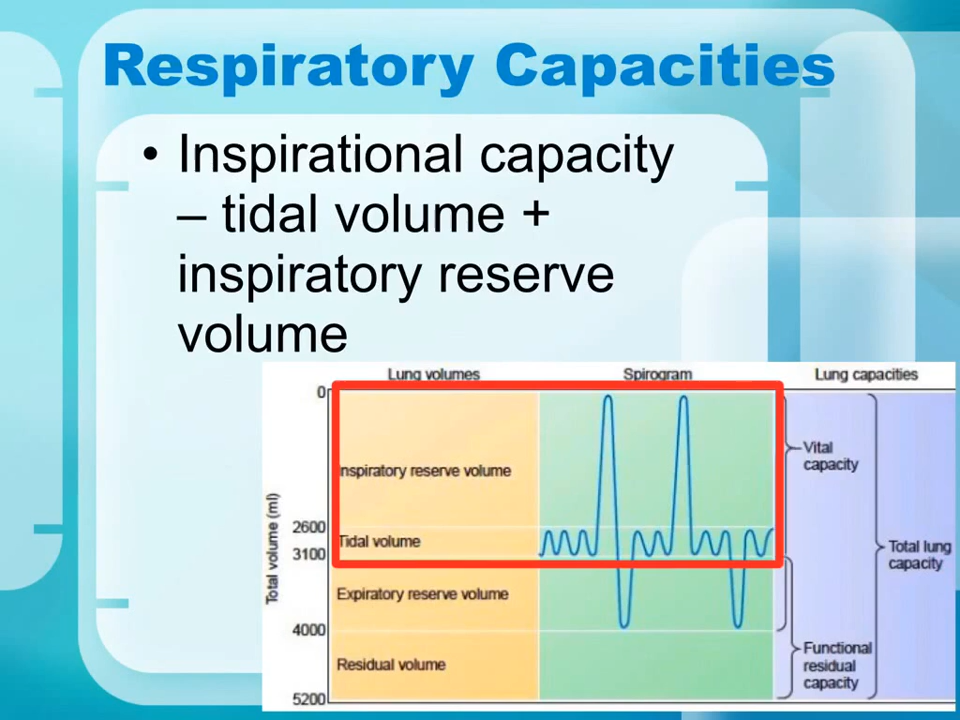 Respiratory Capacities
• Inspirational capacity
– tidal volume +
inspiratory reserve
volume
Lung volumes
Spirogram
Lung capacities
Total volume (ml)
0
2600
3100
4000
5200
Inspiratory reserve volume
Tidal volume
Expiratory reserve volume
Residual volume
Vital
capacity
Functional
residual
capacity
Total lung
capacity